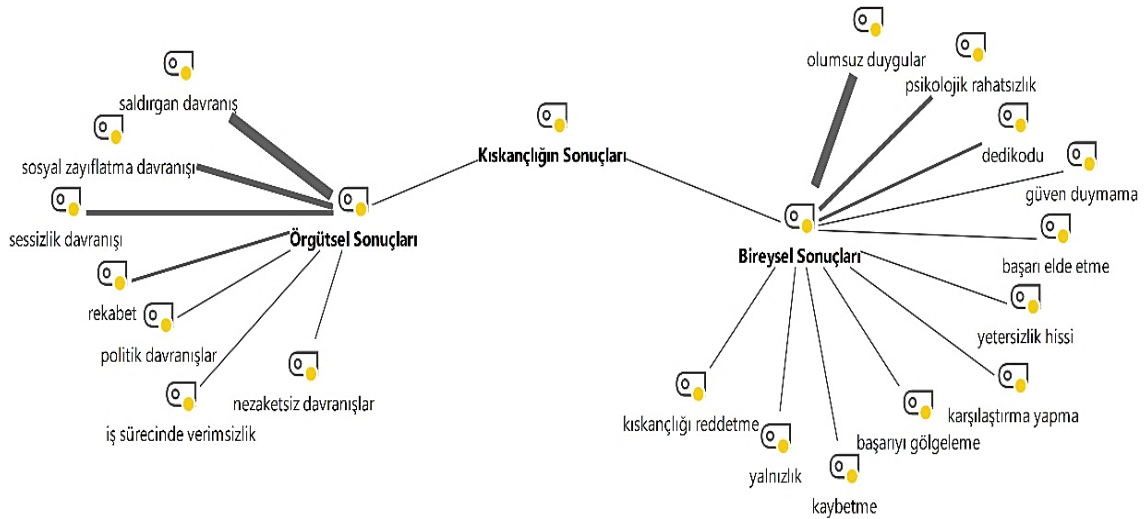 Kıskançlığın Sonuçları
Örgütsel Sonuçları
saldırgan davranış
sosyal zayıflatma davranışı
sessizlik davranışı
rekabet
politik davranışlar
iş sürecinde verimsizlik
nezaketsiz davranışlar
Bireysel Sonuçları
olumsuz duygular
psikolojik rahatsızlık
dedikodu
güven duymama
başarı elde etme
yetersizlik hissi
karşılaştırma yapma
başarıyı gölgeleme
kaybetme
yalnızlık
kıskançlığı reddetme